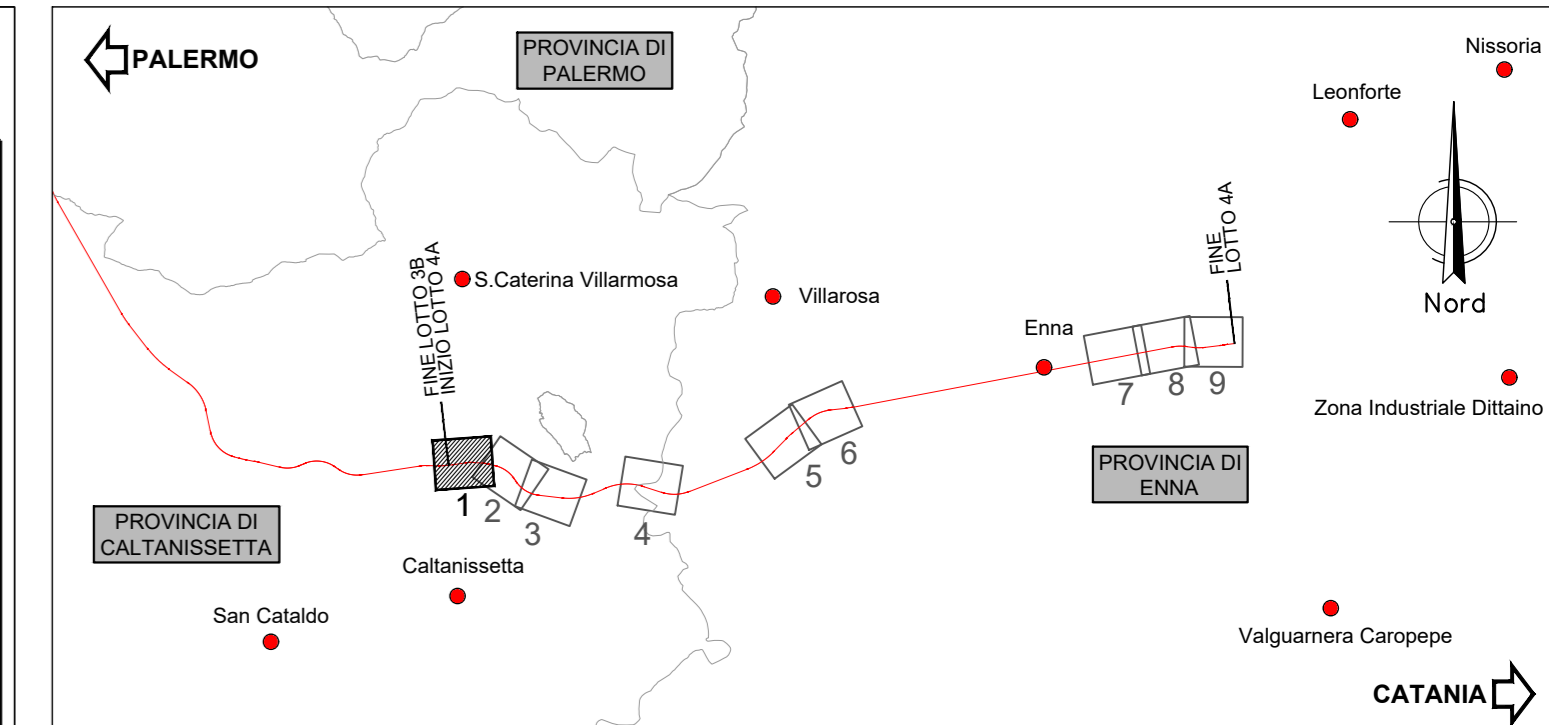 PALERMO
PROVINCIA DI
PALERMO
Nissoria
Leonforte
Nord
FINE LOTTO 3B
INIZIO LOTTO 4A
S.Caterina Villarmosa
Villarosa
Enna
FINE
LOTTO 4A
Zona Industriale Dittaino
1
2
3
4
5
6
7
8
9
PROVINCIA DI
ENNA
PROVINCIA DI
CALTANISSETTA
Caltanissetta
San Cataldo
Valguarnera Caropepe
CATANIA